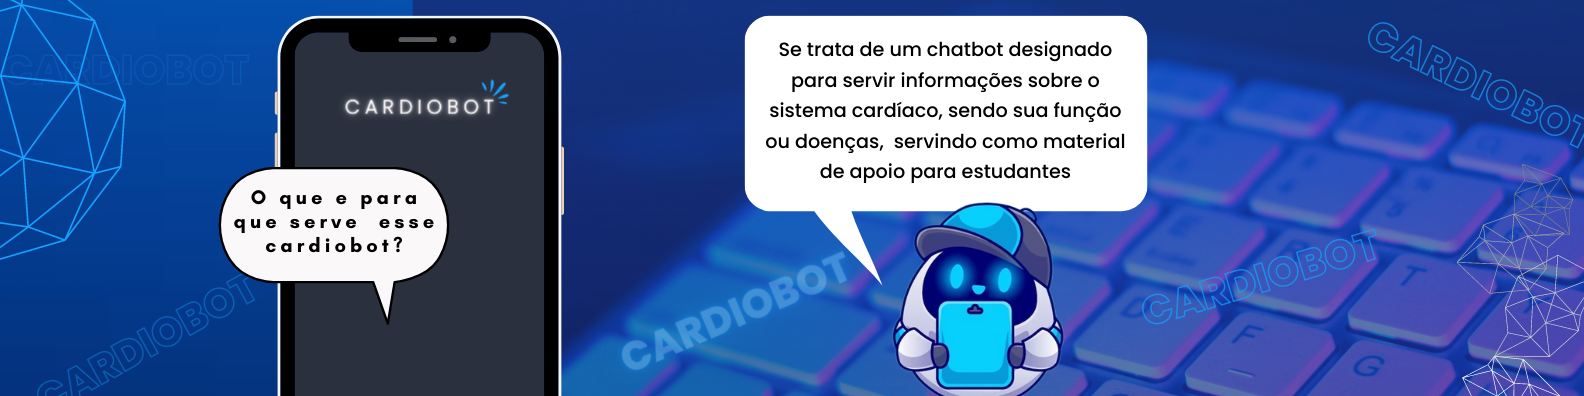 CARDIOBOT
CARDIOBOT
O que e para
que serve esse
cardiobot?
CARDIOBOT
Se trata de um chatbot designado
para servir informações sobre o
sistema cardíaco, sendo sua função
ou doenças, servindo como material
de apoio para estudantes
CARDIOBOT
CARDIOBOT
CARDIOBOT
T
D
F
G
E